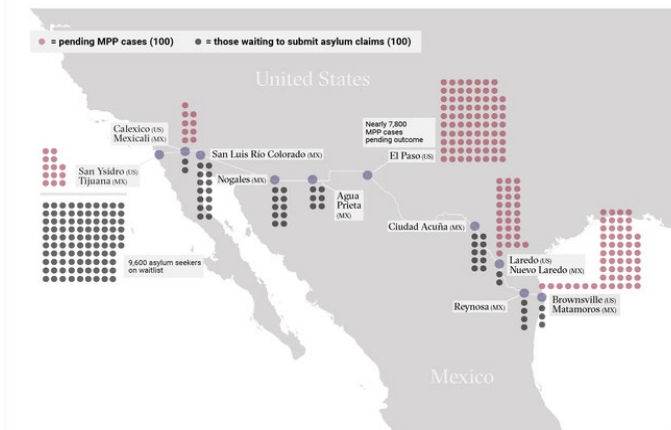 = pending MPP cases (100)
= those waiting to submit asylum claims (100)
United States
Calexico (US)
Mexicali (MX)
Nearly 7,800
MPP cases
pending outcome
San Luis Río Colorado (MX)
El Paso (US)
San Ysidro (US)
Tijuana (MX)
Nogales (MX)
Agua
Prieta
(MX)
Ciudad Acuña (MX)
9,600 asylum seekers
on waitlist
Laredo (US)
Nuevo Laredo (MX)
Reynosa (MX)
Brownsville (US)
Matamoros (MX)
Mexico